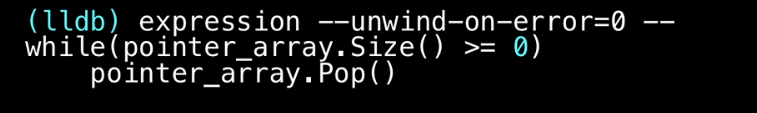 (lldb) expression --unwind-on-error=0 --
while(pointer_array.Size() >= 0)
    pointer_array.Pop()